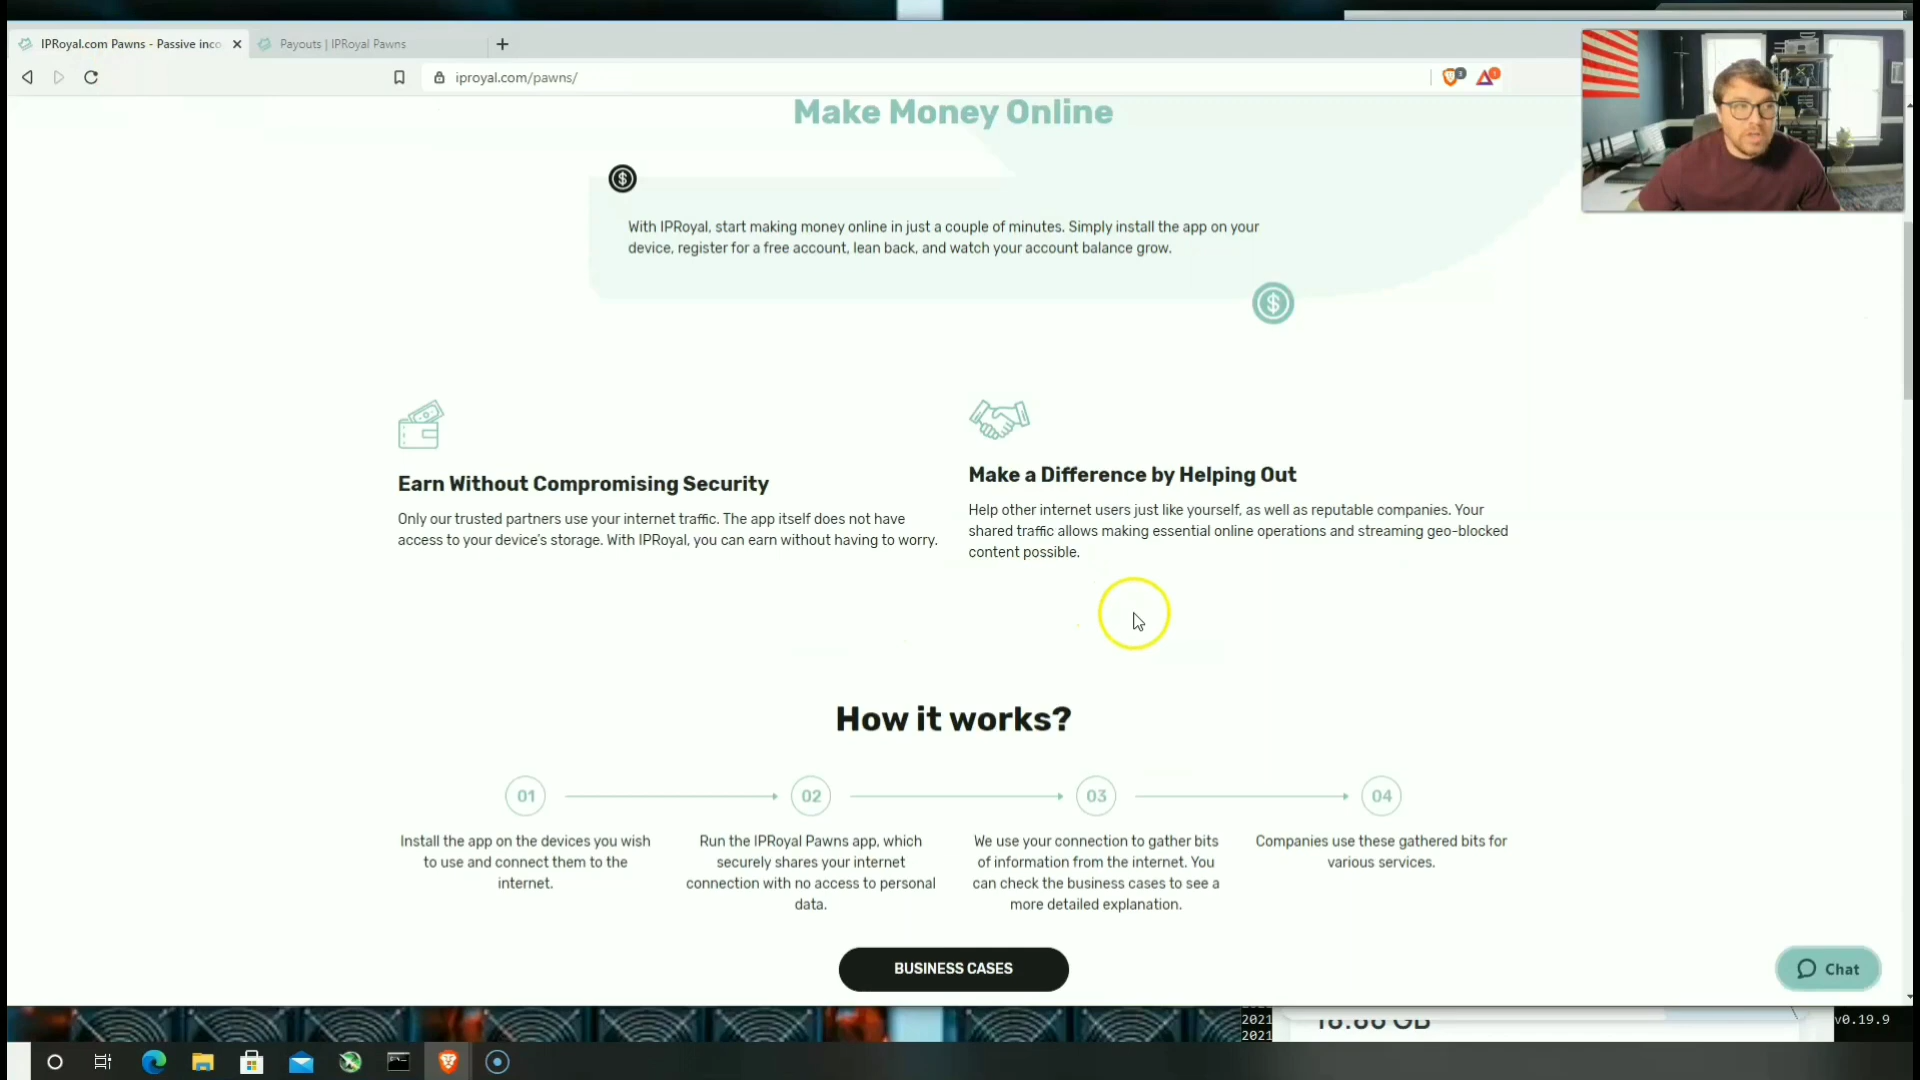 IPRoyal.com Pawns - Passive inco
Payouts | IPRoyal Pawns
iproyal.com/pawns/
Make Money Online
With IPRoyal, start making money online in just a couple of minutes. Simply install the app on your
device, register for a free account, lean back, and watch your account balance grow.
Earn Without Compromising Security
Only our trusted partners use your internet traffic. The app itself does not have
access to your device's storage. With IPRoyal, you can earn without having to worry.
Make a Difference by Helping Out
Help other internet users just like yourself, as well as reputable companies. Your
shared traffic allows making essential online operations and streaming geo-blocked
content possible.
How it works?
01
Install the app on the devices you wish
to use and connect them to the
internet.
02
Run the IPRoyal Pawns app, which
securely shares your internet
connection with no access to personal
data.
03
We use your connection to gather bits
of information from the internet. You
can check the business cases to see a
more detailed explanation.
04
Companies use these gathered bits for
various services.
BUSINESS CASES
Chat
2021
2021
v0.19.9